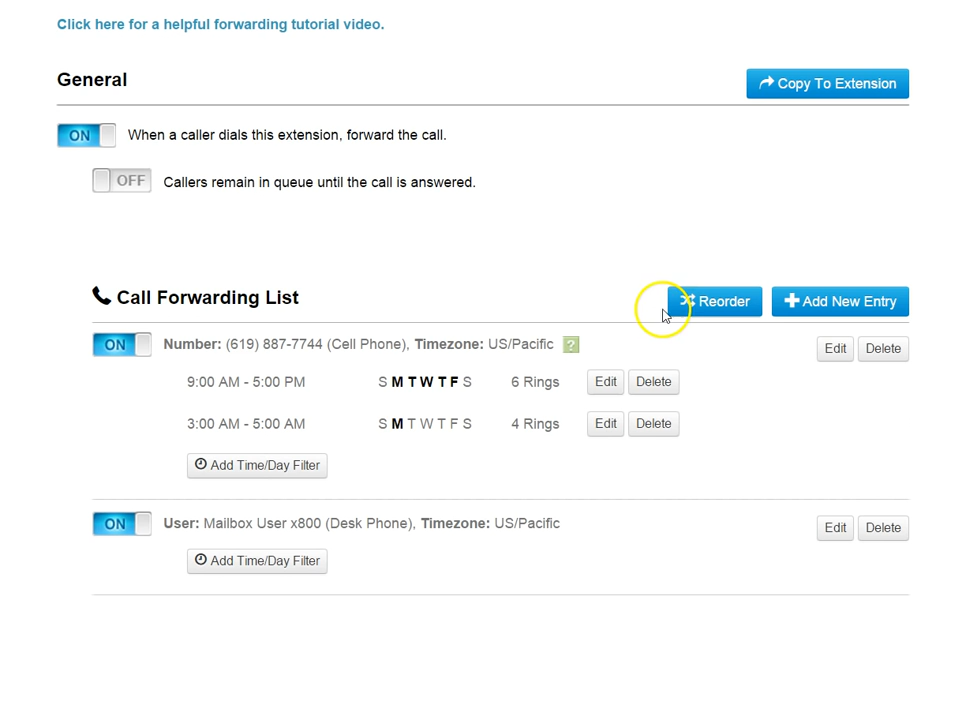 Click here for a helpful forwarding tutorial video.
General
Copy To Extension
ON When a caller dials this extension, forward the call.
OFF Callers remain in queue until the call is answered.
Call Forwarding List
Reorder
Add New Entry
ON Number: (619) 887-7744 (Cell Phone), Timezone: US/Pacific ?
Edit Delete
9:00 AM - 5:00 PM S M T W T F S 6 Rings Edit Delete
3:00 AM - 5:00 AM S M T W T F S 4 Rings Edit Delete
Add Time/Day Filter
ON User: Mailbox User x800 (Desk Phone), Timezone: US/Pacific
Edit Delete
Add Time/Day Filter